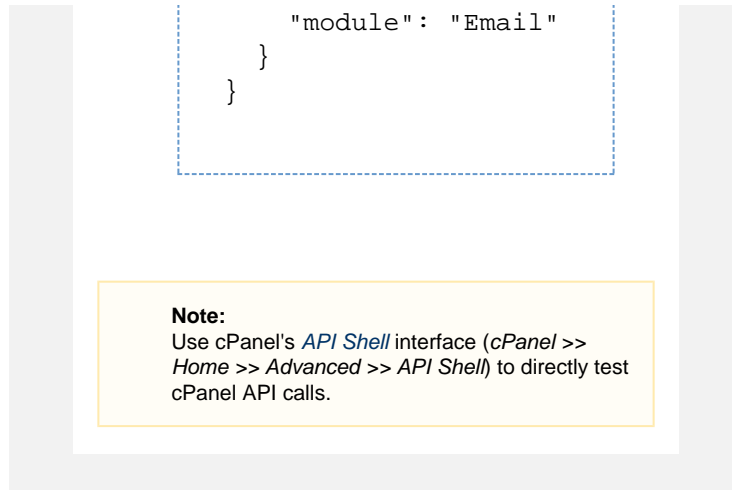 "module": "Email"
}
}
Note:
Use cPanel's API Shell interface (cPanel >>
Home >> Advanced >> API Shell) to directly test
cPanel API calls.